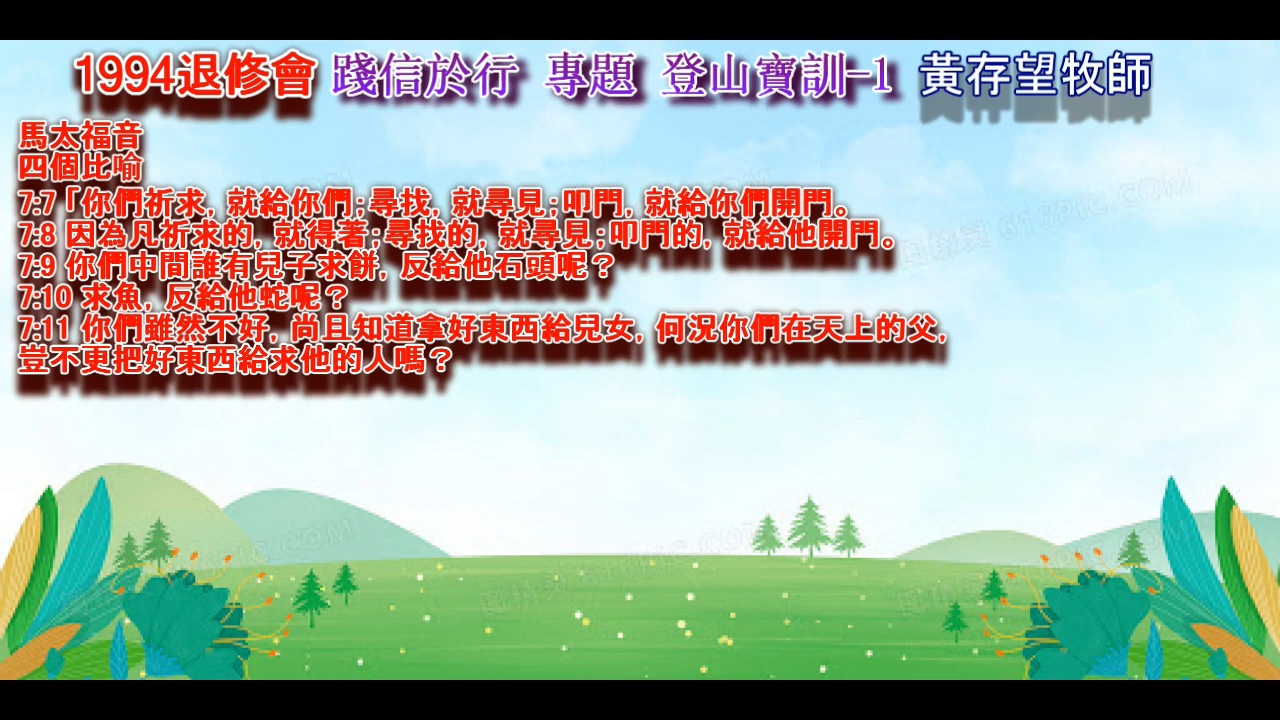 1994退修會 踐信於行 專題 登山寶訓-1 黃存望牧師
馬太福音
四個比喻
7:7「你們祈求, 就給你們;尋找, 就尋見;叩門, 就給你們開門。
7:8 因為凡祈求的, 就得著;尋找的, 就尋見;叩門的, 就給他開門。
7:9 你們中間誰有兒子求餅, 反給他石頭呢？
7:10 求魚, 反給他蛇呢？
7:11 你們雖然不好, 尚且知道拿好東西給兒女, 何況你們在天上的父,
豈不更把好東西給求他的人嗎？